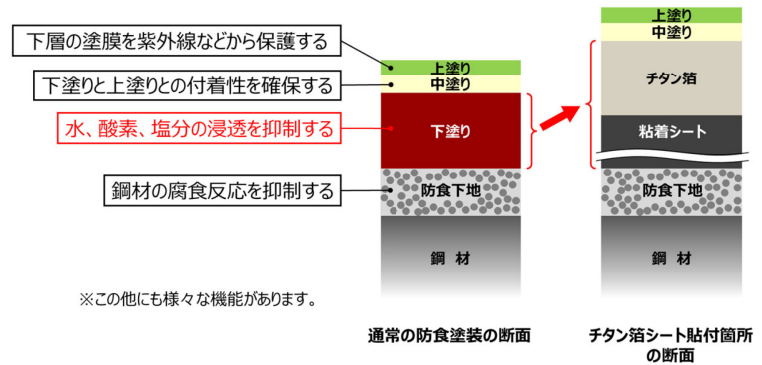 下層の塗膜を紫外線などから保護する
下塗りと上塗りとの付着性を確保する
水、酸素、塩分の浸透を抑制する
鋼材の腐食反応を抑制する
※この他にも様々な機能があります。
上塗り
中塗り
下塗り
防食下地
鋼 材
通常の防食塗装の断面
上塗り
中塗り
チタン箔
粘着シート
防食下地
鋼 材
チタン箔シート貼付箇所
の断面